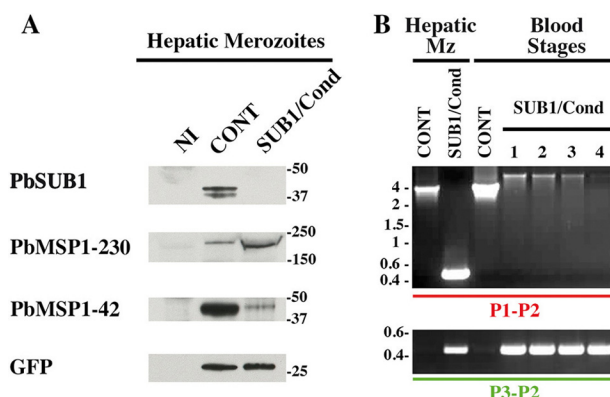 A
Hepatic Merozoites
NI
CONT
SUB1/Cond
PbSUB1
-50
-37
PbMSP1-230
-250
-150
PbMSP1-42
-50
-37
GFP
-25
B
Hepatic
Mz
Blood
Stages
CONT
SUB1/Cond
CONT
SUB1/Cond
1 2 3 4
4 -
2 -
1.5-
1 -
0.6 -
0.4 -
P1-P2
0.6-
0.4 -
P3-P2